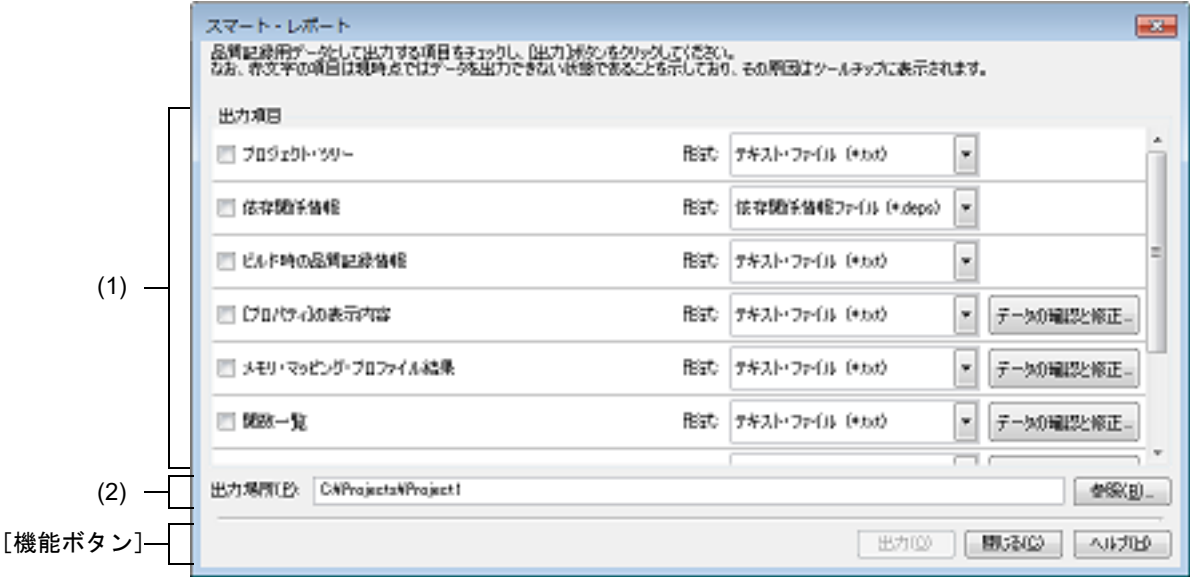 スマート・レポート
品質記録用データとして出力する項目をチェックし、[出力]ボタンをクリックしてください。
なお、赤文字の項目は現時点ではデータを出力できない状態であることを示しており、その原因はツールチップに表示されます。
出力項目
プロジェクト・ツリー 形式: テキスト・ファイル (*.txt)
依存関係情報 形式: 依存関係情報ファイル (*.deps)
(1)
ビルド時の品質記録情報 形式: テキスト・ファイル (*.txt)
[プロパティ]の表示内容 形式: テキスト・ファイル (*.txt) データの確認と修正...
メモリ・マッピング・プロファイル結果 形式: テキスト・ファイル (*.txt) データの確認と修正...
関数一覧 形式: テキスト・ファイル (*.txt) データの確認と修正...
(2) 出力場所(P): C:¥Projects¥Project1 参照(B)...
[機能ボタン] 出力(O) 閉じる(C) ヘルプ(H)